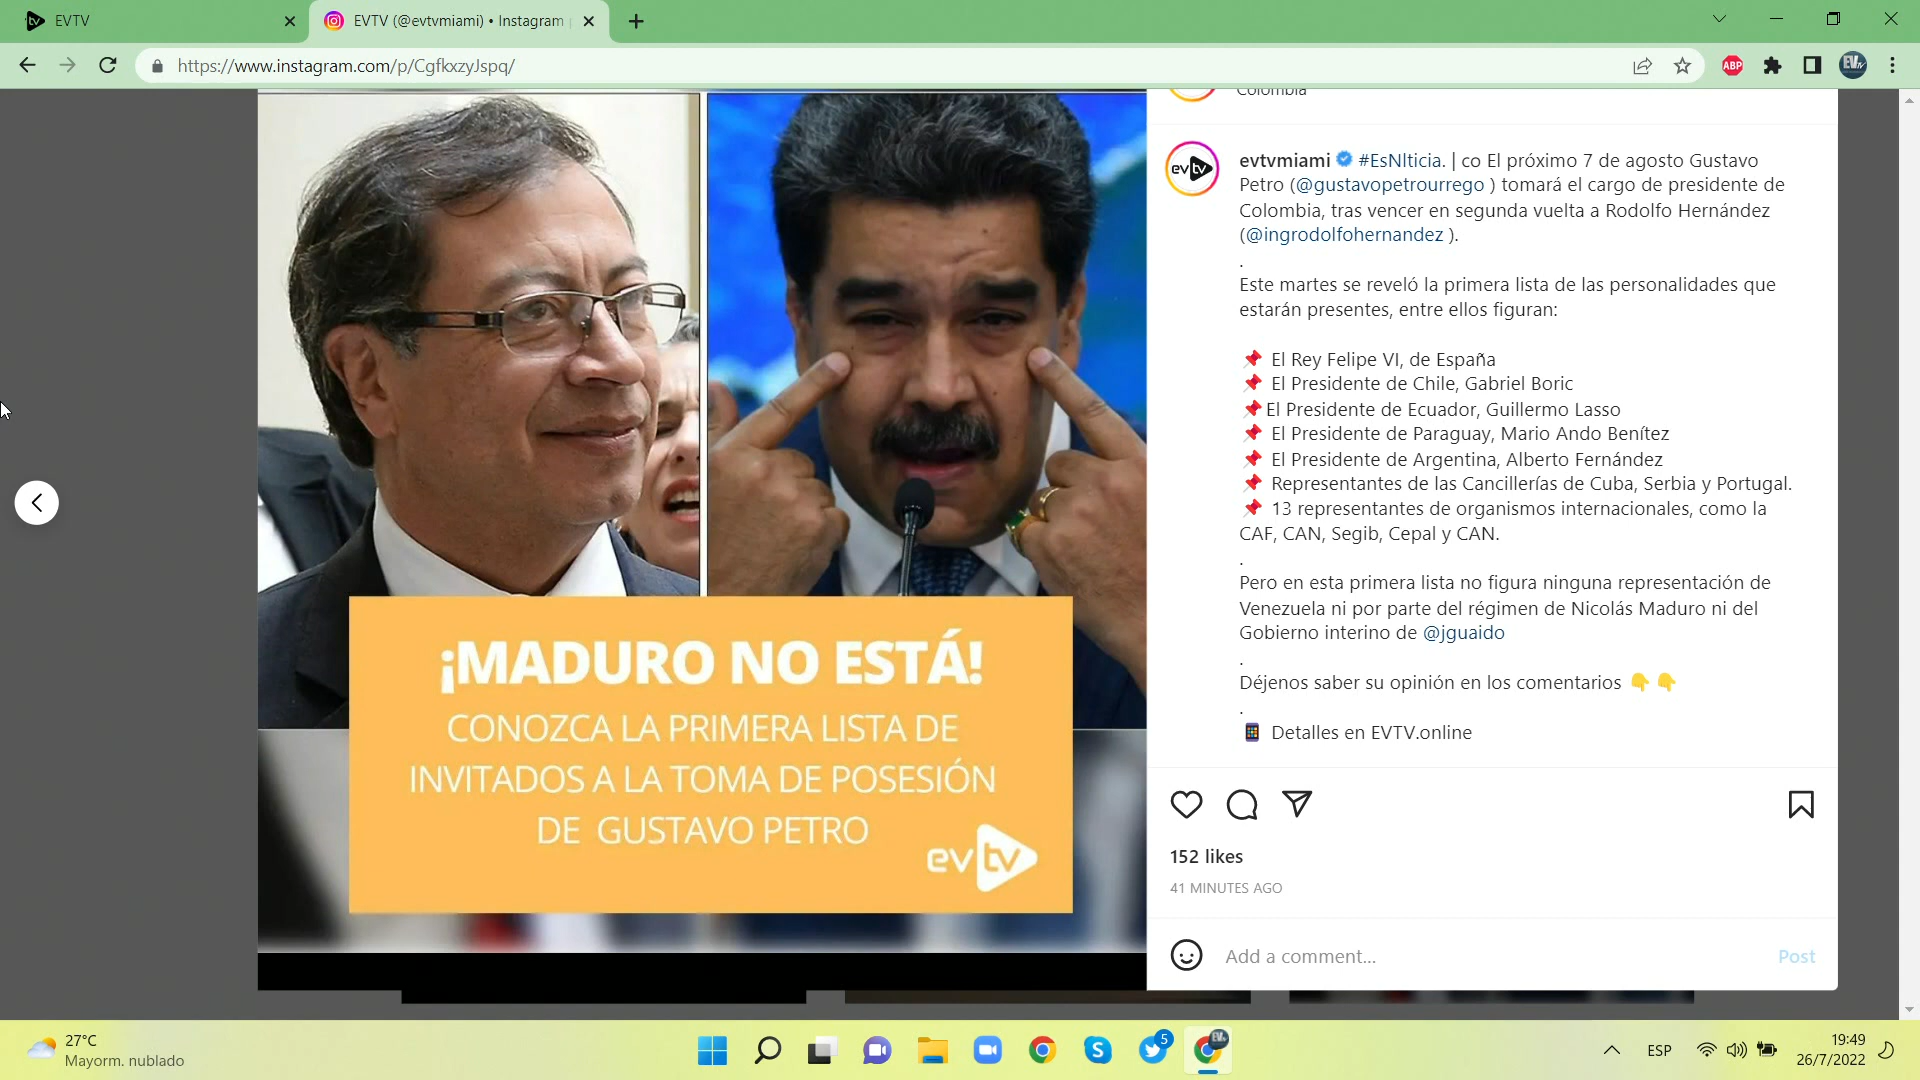 EVTV
EVTV (@evtvmiami) • Instagram
https://www.instagram.com/p/CgfkxzyJspq/
ABP
EVtv
Colombia
evtv
evtvmiami #EsNIticia. | co El próximo 7 de agosto Gustavo
Petro (@gustavopetrourrego ) tomará el cargo de presidente de
Colombia, tras vencer en segunda vuelta a Rodolfo Hernández
(@ingrodolfohernandez ).
.
Este martes se reveló la primera lista de las personalidades que
estarán presentes, entre ellos figuran:
📌 El Rey Felipe VI, de España
📌 El Presidente de Chile, Gabriel Boric
📌El Presidente de Ecuador, Guillermo Lasso
📌 El Presidente de Paraguay, Mario Ando Benítez
📌 El Presidente de Argentina, Alberto Fernández
📌 Representantes de las Cancillerías de Cuba, Serbia y Portugal.
📌 13 representantes de organismos internacionales, como la
CAF, CAN, Segib, Cepal y CAN.
.
Pero en esta primera lista no figura ninguna representación de
Venezuela ni por parte del régimen de Nicolás Maduro ni del
Gobierno interino de @jguaido
.
Déjenos saber su opinión en los comentarios 👇👇
.
📱 Detalles en EVTV.online
¡MADURO NO ESTÁ!
CONOZCA LA PRIMERA LISTA DE
INVITADOS A LA TOMA DE POSESIÓN
DE GUSTAVO PETRO
evtv
152 likes
41 MINUTES AGO
Add a comment...
Post
27°C
Mayorm. nublado
5
ESP
19:49
26/7/2022